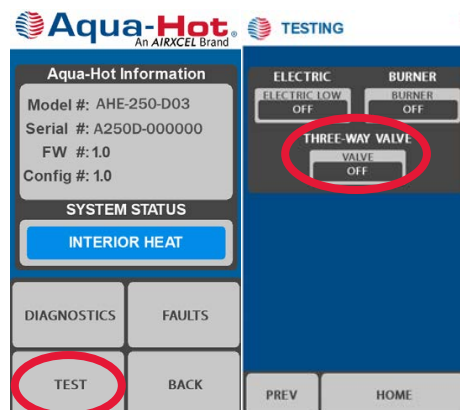 Aqua-Hot®
An AIRXCEL Brand
Aqua-Hot Information
Model #: AHE-250-D03
Serial #: A250D-000000
FW #: 1.0
Config #: 1.0
SYSTEM STATUS
INTERIOR HEAT
DIAGNOSTICS
FAULTS
TEST
BACK
TESTING
ELECTRIC
BURNER
ELECTRIC LOW
OFF
BURNER
OFF
THREE-WAY VALVE
VALVE
OFF
PREV
HOME